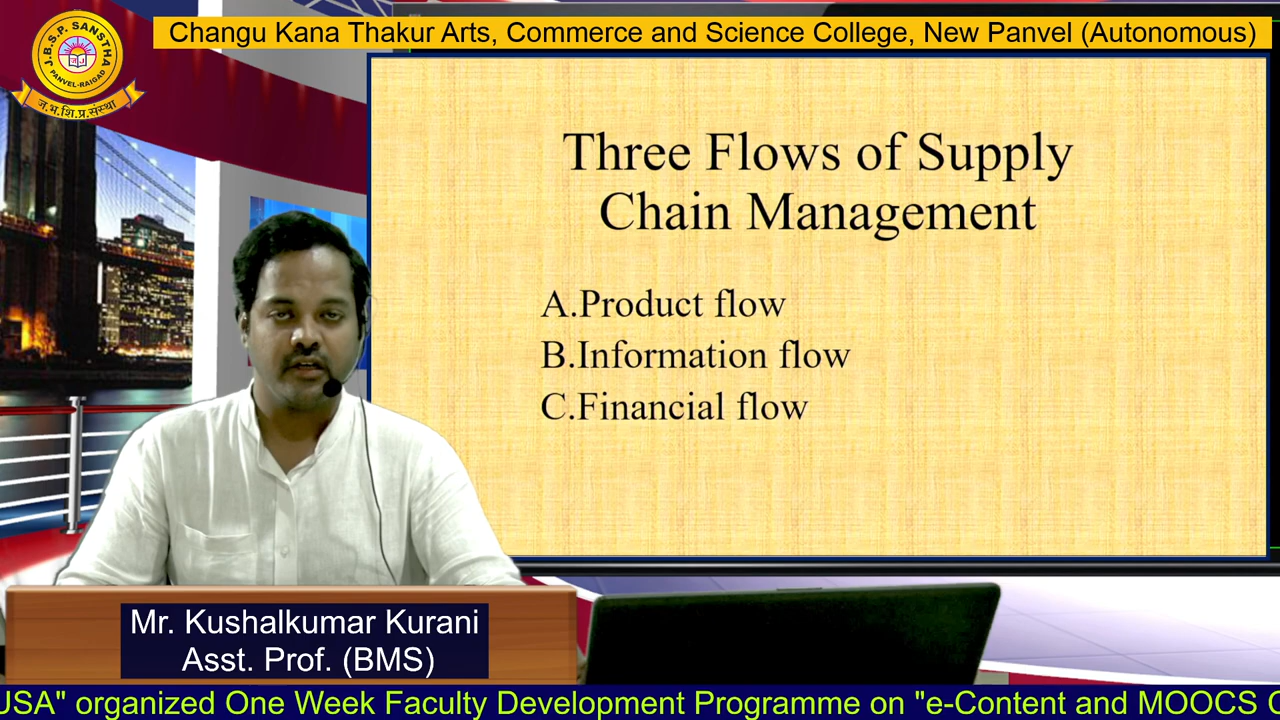 J.B.S.P. SANSTHA
PANVEL-RAIGAD
ज.भ.शि.प्र.संस्था
Changu Kana Thakur Arts, Commerce and Science College, New Panvel (Autonomous)
Three Flows of Supply
Chain Management
A.Product flow
B.Information flow
C.Financial flow
Mr. Kushalkumar Kurani
Asst. Prof. (BMS)
USA" organized One Week Faculty Development Programme on "e-Content and MOOCS